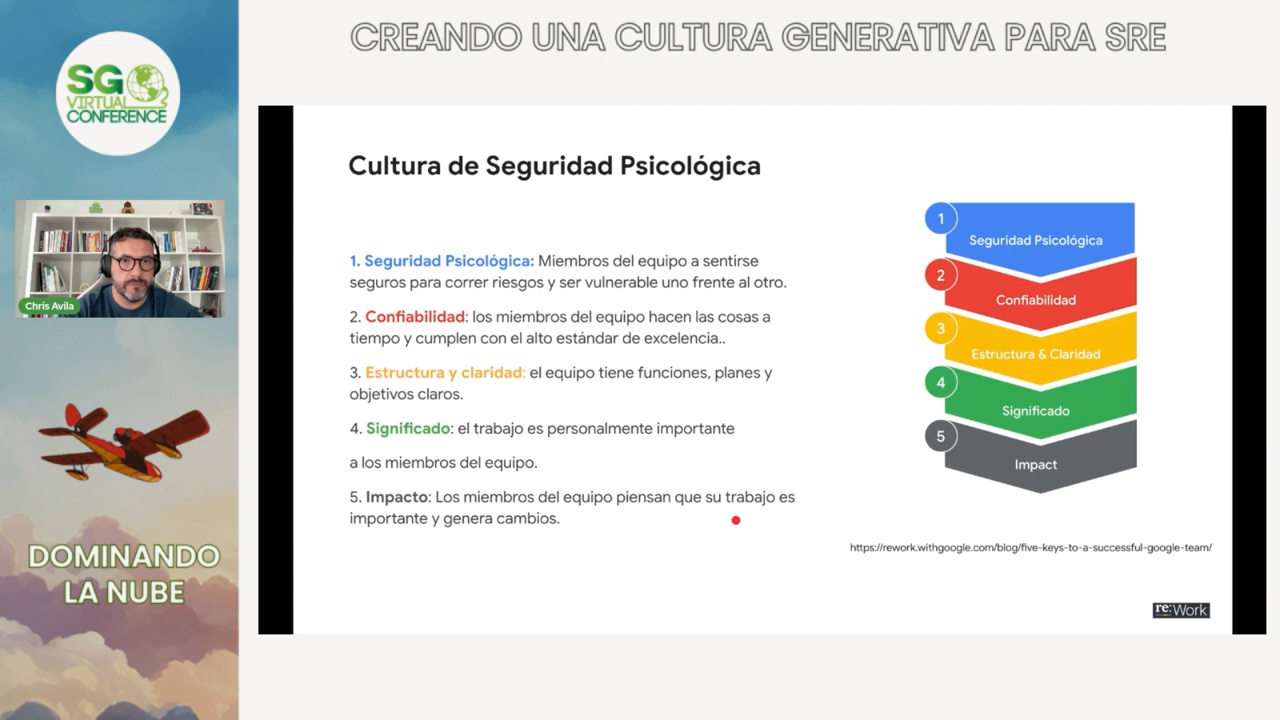 CREANDO UNA CULTURA GENERATIVA PARA SRE
SG
VIRTUAL
CONFERENCE
Chris Avila
DOMINANDO
LA NUBE
Cultura de Seguridad Psicológica
1. Seguridad Psicológica: Miembros del equipo a sentirse
seguros para correr riesgos y ser vulnerable uno frente al otro.
2. Confiabilidad: los miembros del equipo hacen las cosas a
tiempo y cumplen con el alto estándar de excelencia..
3. Estructura y claridad: el equipo tiene funciones, planes y
objetivos claros.
4. Significado: el trabajo es personalmente importante
a los miembros del equipo.
5. Impacto: Los miembros del equipo piensan que su trabajo es
importante y genera cambios.
1
Seguridad Psicológica
2
Confiabilidad
3
Estructura & Claridad
4
Significado
5
Impact
https://rework.withgoogle.com/blog/five-keys-to-a-successful-google-team/
re:Work